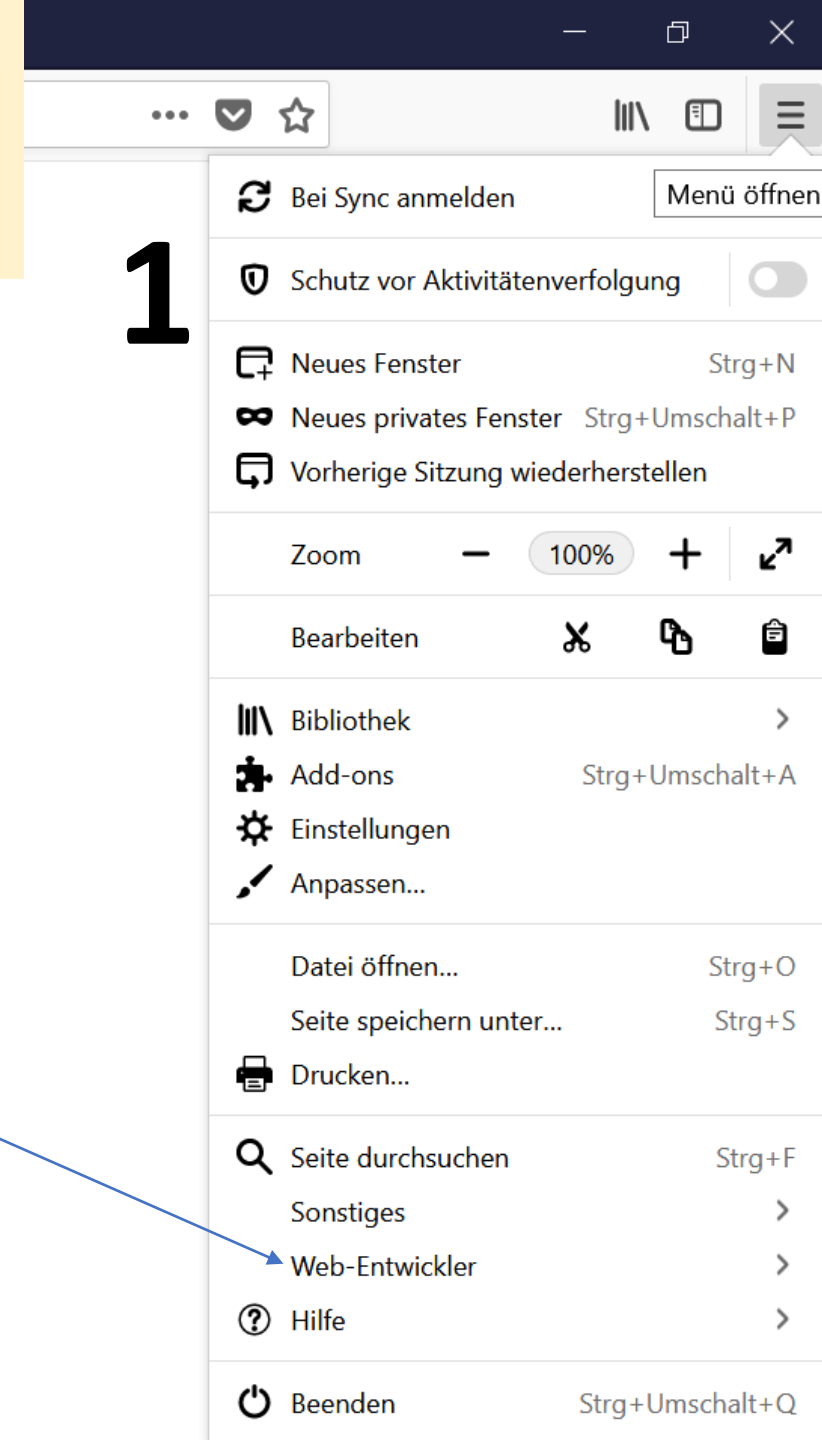 Bei Sync anmelden
Menü öffnen
1
Schutz vor Aktivitätenverfolgung
Neues Fenster Strg+N
Neues privates Fenster Strg+Umschalt+P
Vorherige Sitzung wiederherstellen
Zoom 100%
Bearbeiten
Bibliothek
Add-ons Strg+Umschalt+A
Einstellungen
Anpassen...
Datei öffnen... Strg+O
Seite speichern unter... Strg+S
Drucken...
Seite durchsuchen Strg+F
Sonstiges
Web-Entwickler
Hilfe
Beenden Strg+Umschalt+Q